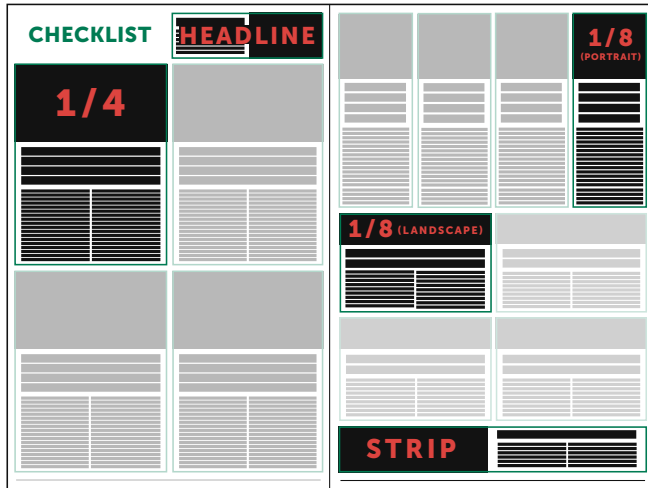 CHECKLIST
HEADLINE
1/4
1/8
(PORTRAIT)
1/8 (LANDSCAPE)
STRIP